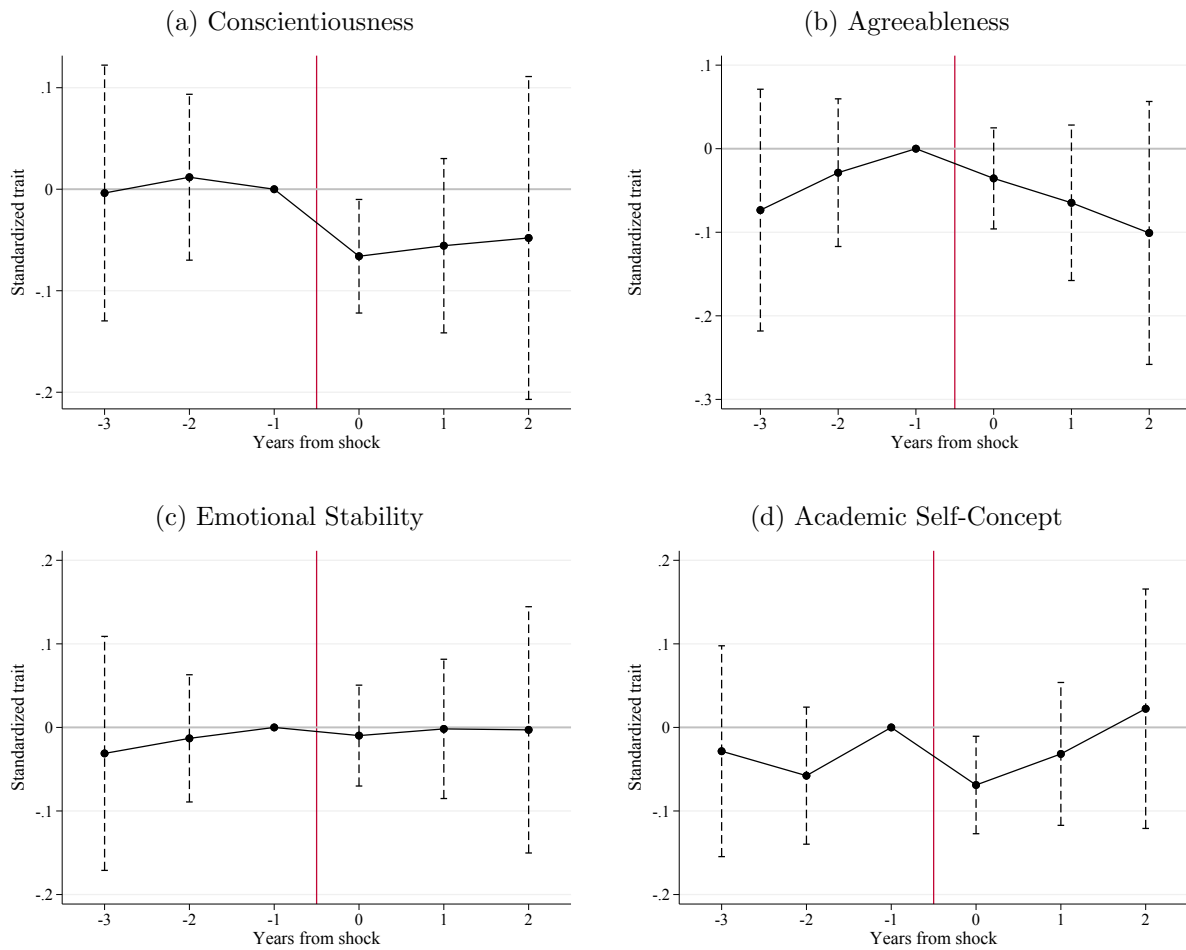 (a) Conscientiousness
.1
0
-.1
-.2
Standardized trait
-3 -2 -1 0 1 2
Years from shock
(b) Agreeableness
.1
0
-.1
-.2
-.3
Standardized trait
-3 -2 -1 0 1 2
Years from shock
(c) Emotional Stability
.2
.1
0
-.1
-.2
Standardized trait
-3 -2 -1 0 1 2
Years from shock
(d) Academic Self-Concept
.2
.1
0
-.1
-.2
Standardized trait
-3 -2 -1 0 1 2
Years from shock